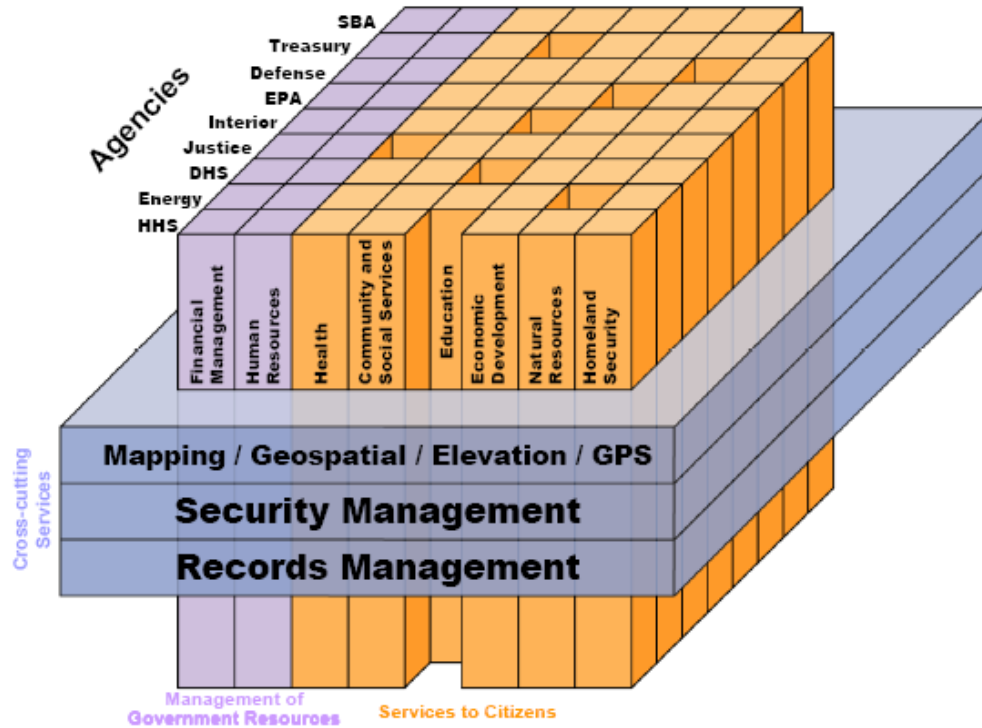 SBA
Treasury
Defense
EPA
Interior
Justice
DHS
Energy
HHS
Agencies
Financial
Management
Human
Resources
Health
Community and
Social Services
Education
Economic
Development
Natural
Resources
Homeland
Security
Cross-cutting
Services
Mapping / Geospatial / Elevation / GPS
Security Management
Records Management
Management of
Government Resources
Services to Citizens